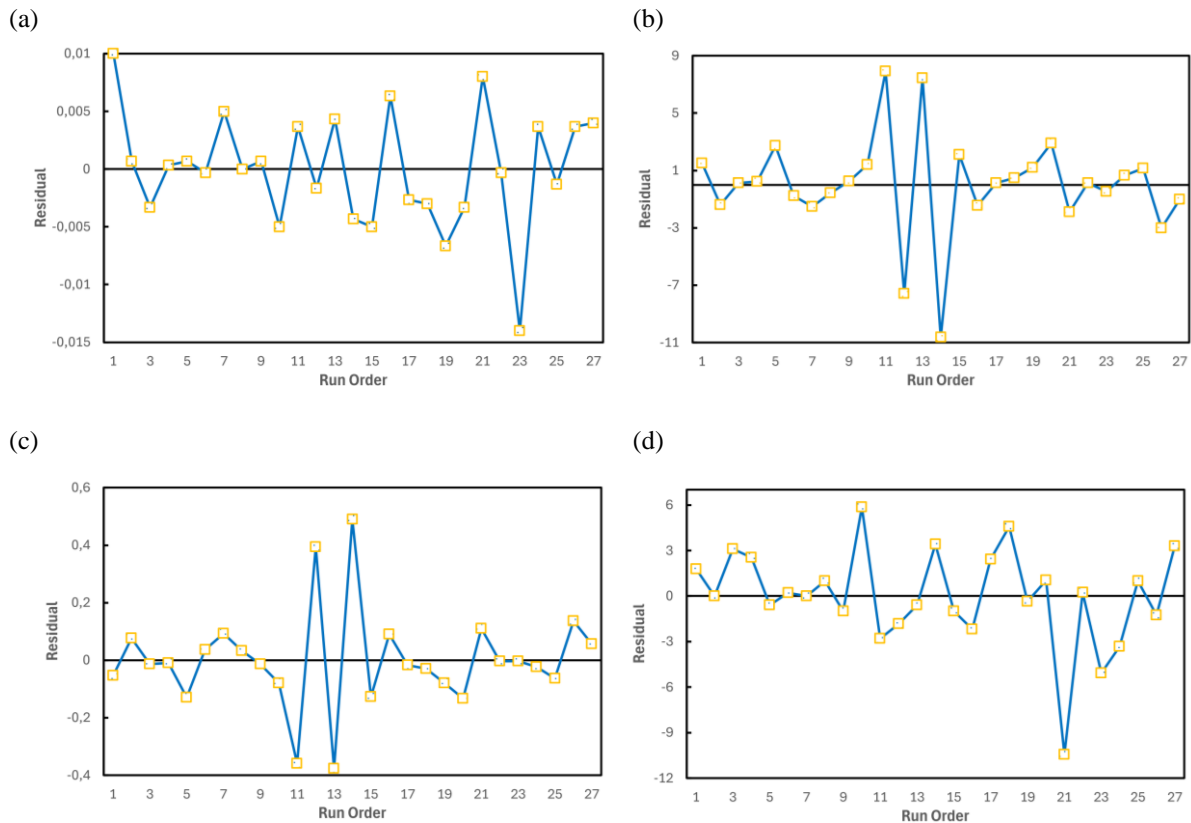 (a)
(b)
0,01
0,005
0
-0,005
-0,01
-0,015
Residual
1 3 5 7 9 11 13 15 17 19 21 23 25 27
Run Order
9
5
1
-3
-7
-11
Residual
1 3 5 7 9 11 13 15 17 19 21 23 25 27
Run Order
(c)
(d)
0,6
0,4
0,2
0
-0,2
-0,4
Residual
1 3 5 7 9 11 13 15 17 19 21 23 25 27
Run Order
6
3
0
-3
-6
-9
-12
Residual
1 3 5 7 9 11 13 15 17 19 21 23 25 27
Run Order